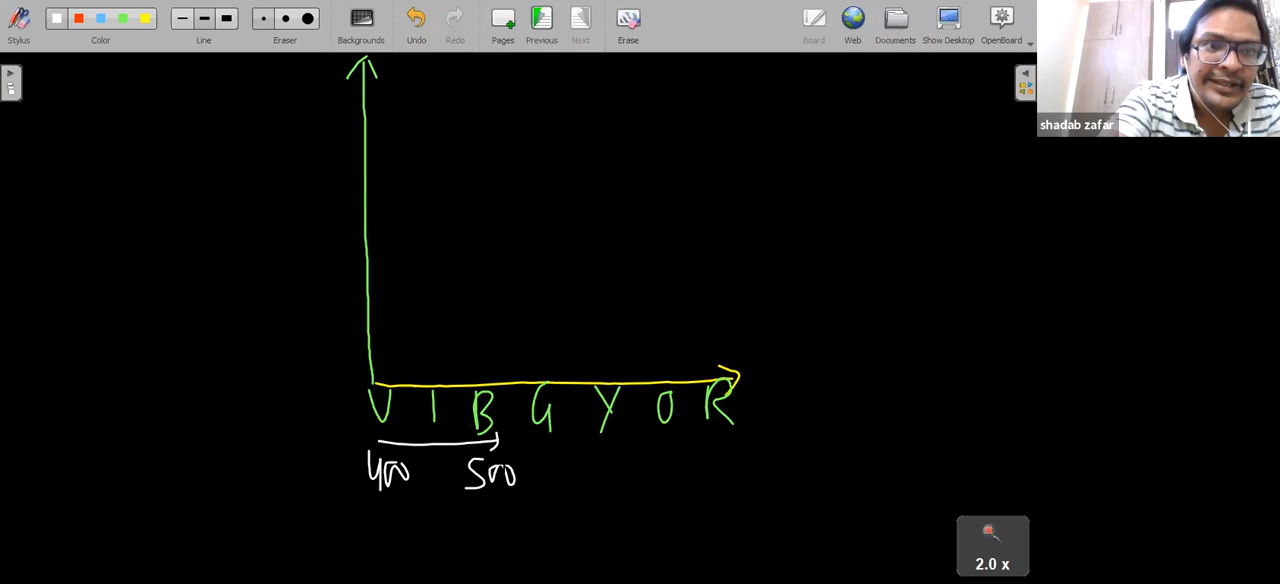 Stylus Color Line Eraser Backgrounds Undo Redo Pages Previous Next Erase Board Web Documents Show Desktop OpenBoard
shadab zafar
V I B G Y O R
400 500
2.0 x